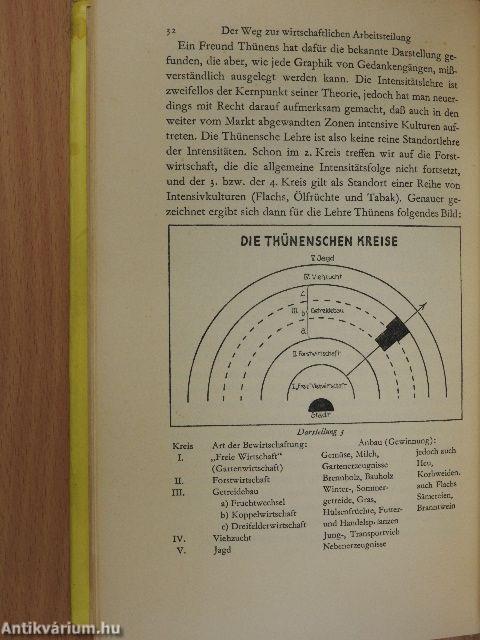 32 Der Weg zur wirtschaftlichen Arbeitsteilung
Ein Freund Thünens hat dafür die bekannte Darstellung ge-
funden, die aber, wie jede Graphik von Gedankengängen, miß-
verständlich ausgelegt werden kann. Die Intensitätslehre ist
zweifellos der Kernpunkt seiner Theorie, jedoch hat man neuer-
dings mit Recht darauf aufmerksam gemacht, daß auch in den
weiter vom Markt abgewandten Zonen intensive Kulturen auf-
treten. Die Thünensche Lehre ist also keine reine Standortlehre
der Intensitäten. Schon im 2. Kreis treffen wir auf die Forst-
wirtschaft, die die allgemeine Intensitätsfolge nicht fortsetzt,
und der 3. bzw. der 4. Kreis gilt als Standort einer Reihe von
Intensivkulturen (Flachs, Ölfrüchte und Tabak). Genauer ge-
zeichnet ergibt sich dann für die Lehre Thünens folgendes Bild:
DIE THÜNENSCHEN KREISE
V. Jagd
IV. Viehzucht
c.
III. b. Getreidebau
a.
II. Forstwirtschaft
I. „Freie Wirtschaft"
Stadt
Darstellung 3
Kreis Art der Bewirtschaftung: Anbau (Gewinnung):
I. „Freie Wirtschaft" Gemüse, Milch, jedoch auch
(Gartenwirtschaft) Gartenerzeugnisse Heu,
II. Forstwirtschaft Brennholz, Bauholz Korbweiden,
III. Getreidebau Winter-, Sommer- auch Flachs
a) Fruchtwechsel getreide, Gras, Sämereien,
b) Koppelwirtschaft Hülsenfrüchte, Futter- Branntwein
c) Dreifelderwirtschaft und Handelspflanzen
IV. Viehzucht Jung-, Transportvieh
V. Jagd Nebenerzeugnisse
Antikvárium.hu